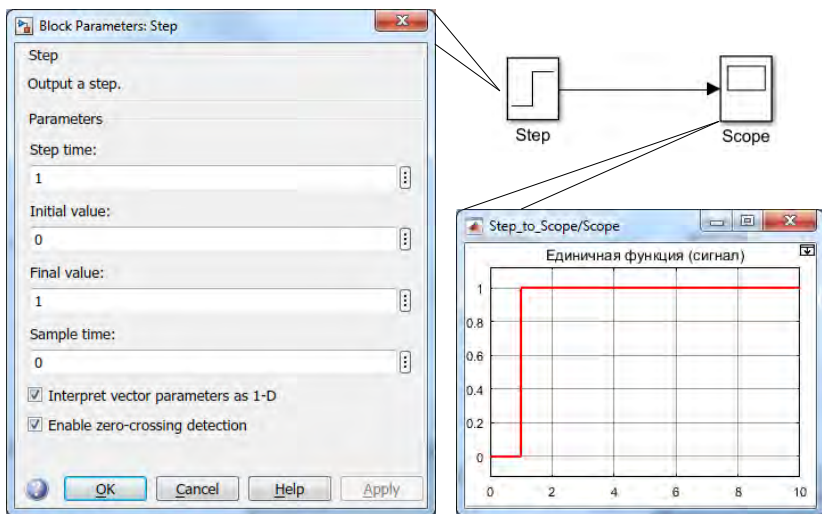 Block Parameters: Step
Step
Output a step.
Parameters
Step time:
1
Initial value:
0
Final value:
1
Sample time:
0
Interpret vector parameters as 1-D
Enable zero-crossing detection
OK Cancel Help Apply
Step
Scope
Step_to_Scope/Scope
Единичная функция (сигнал)
1
0.8
0.6
0.4
0.2
0
0 2 4 6 8 10